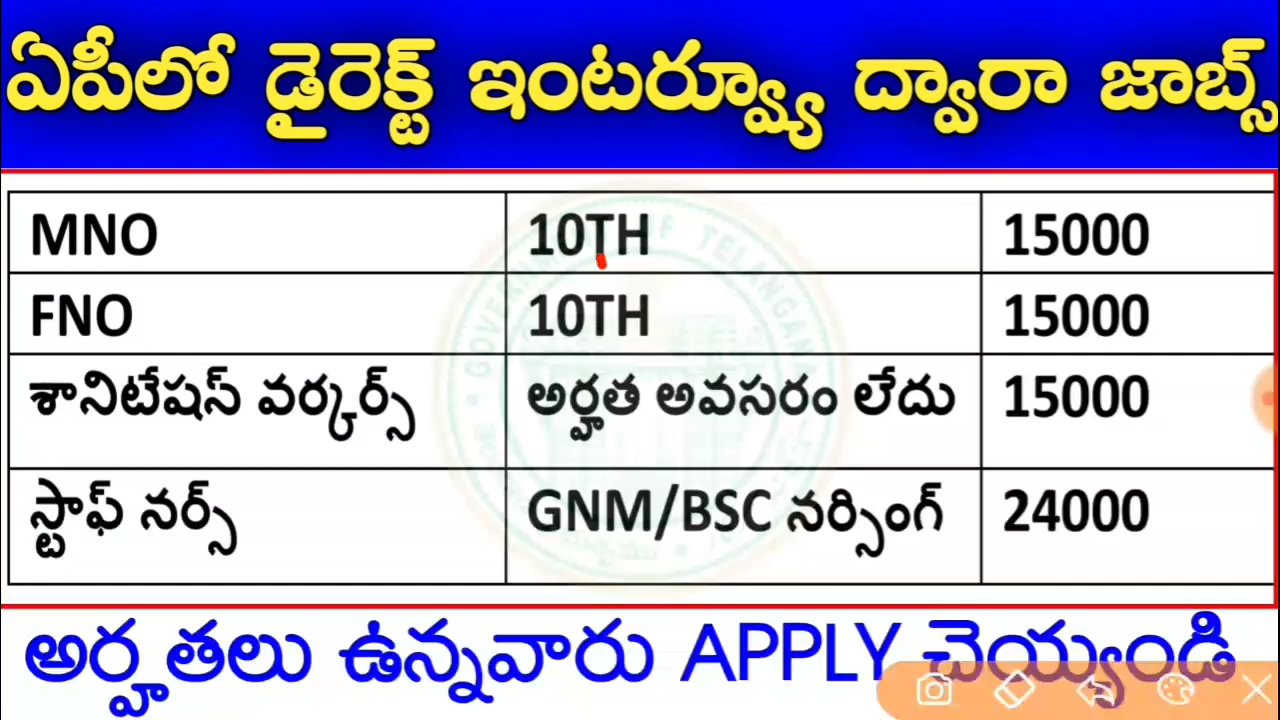 ఏపీలో డైరెక్ట్ ఇంటర్వ్యూ ద్వారా జాబ్స్
MNO 10TH 15000
FNO 10TH 15000
శానిటేషన్ వర్కర్స్ అర్హత అవసరం లేదు 15000
స్టాఫ్ నర్స్ GNM/BSC నర్సింగ్ 24000
అర్హతలు ఉన్నవారు APPLY చెయ్యండి